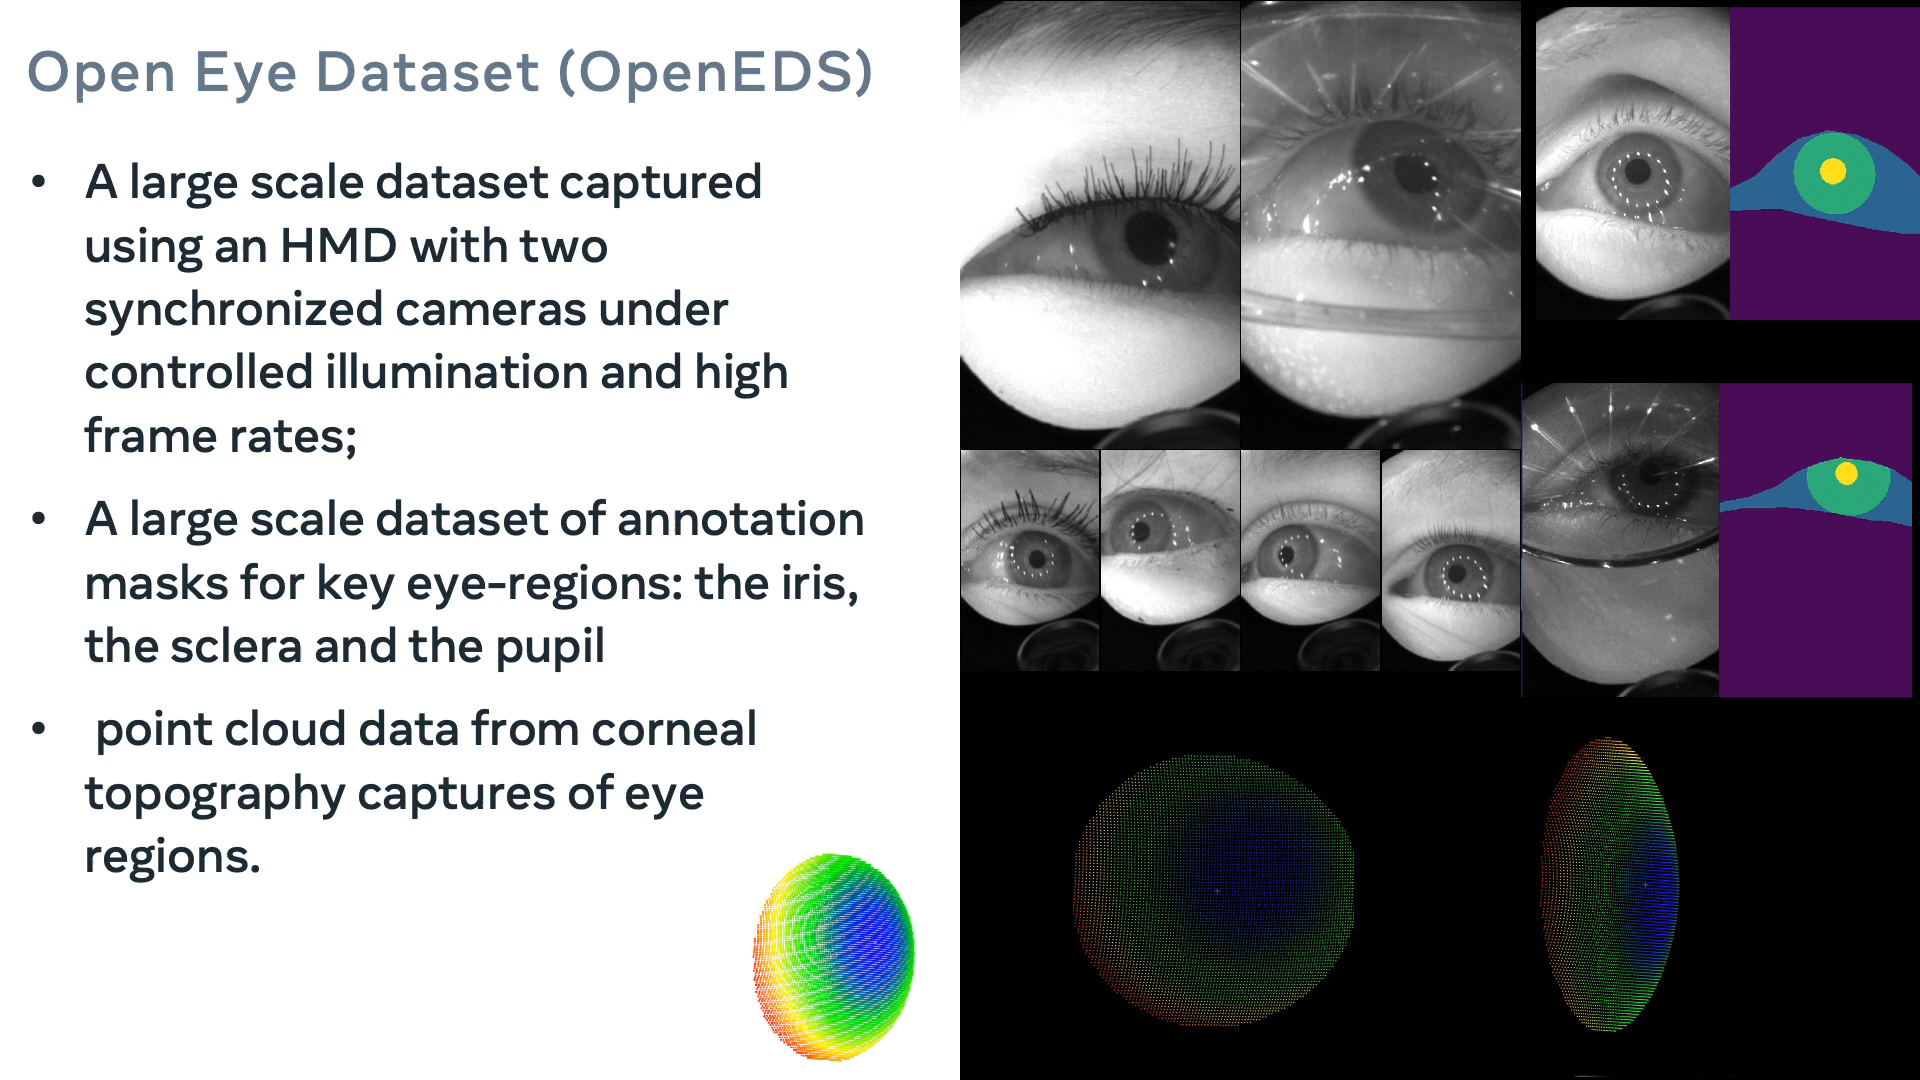 Open Eye Dataset (OpenEDS)
• A large scale dataset captured
using an HMD with two
synchronized cameras under
controlled illumination and high
frame rates;
• A large scale dataset of annotation
masks for key eye-regions: the iris,
the sclera and the pupil
• point cloud data from corneal
topography captures of eye
regions.